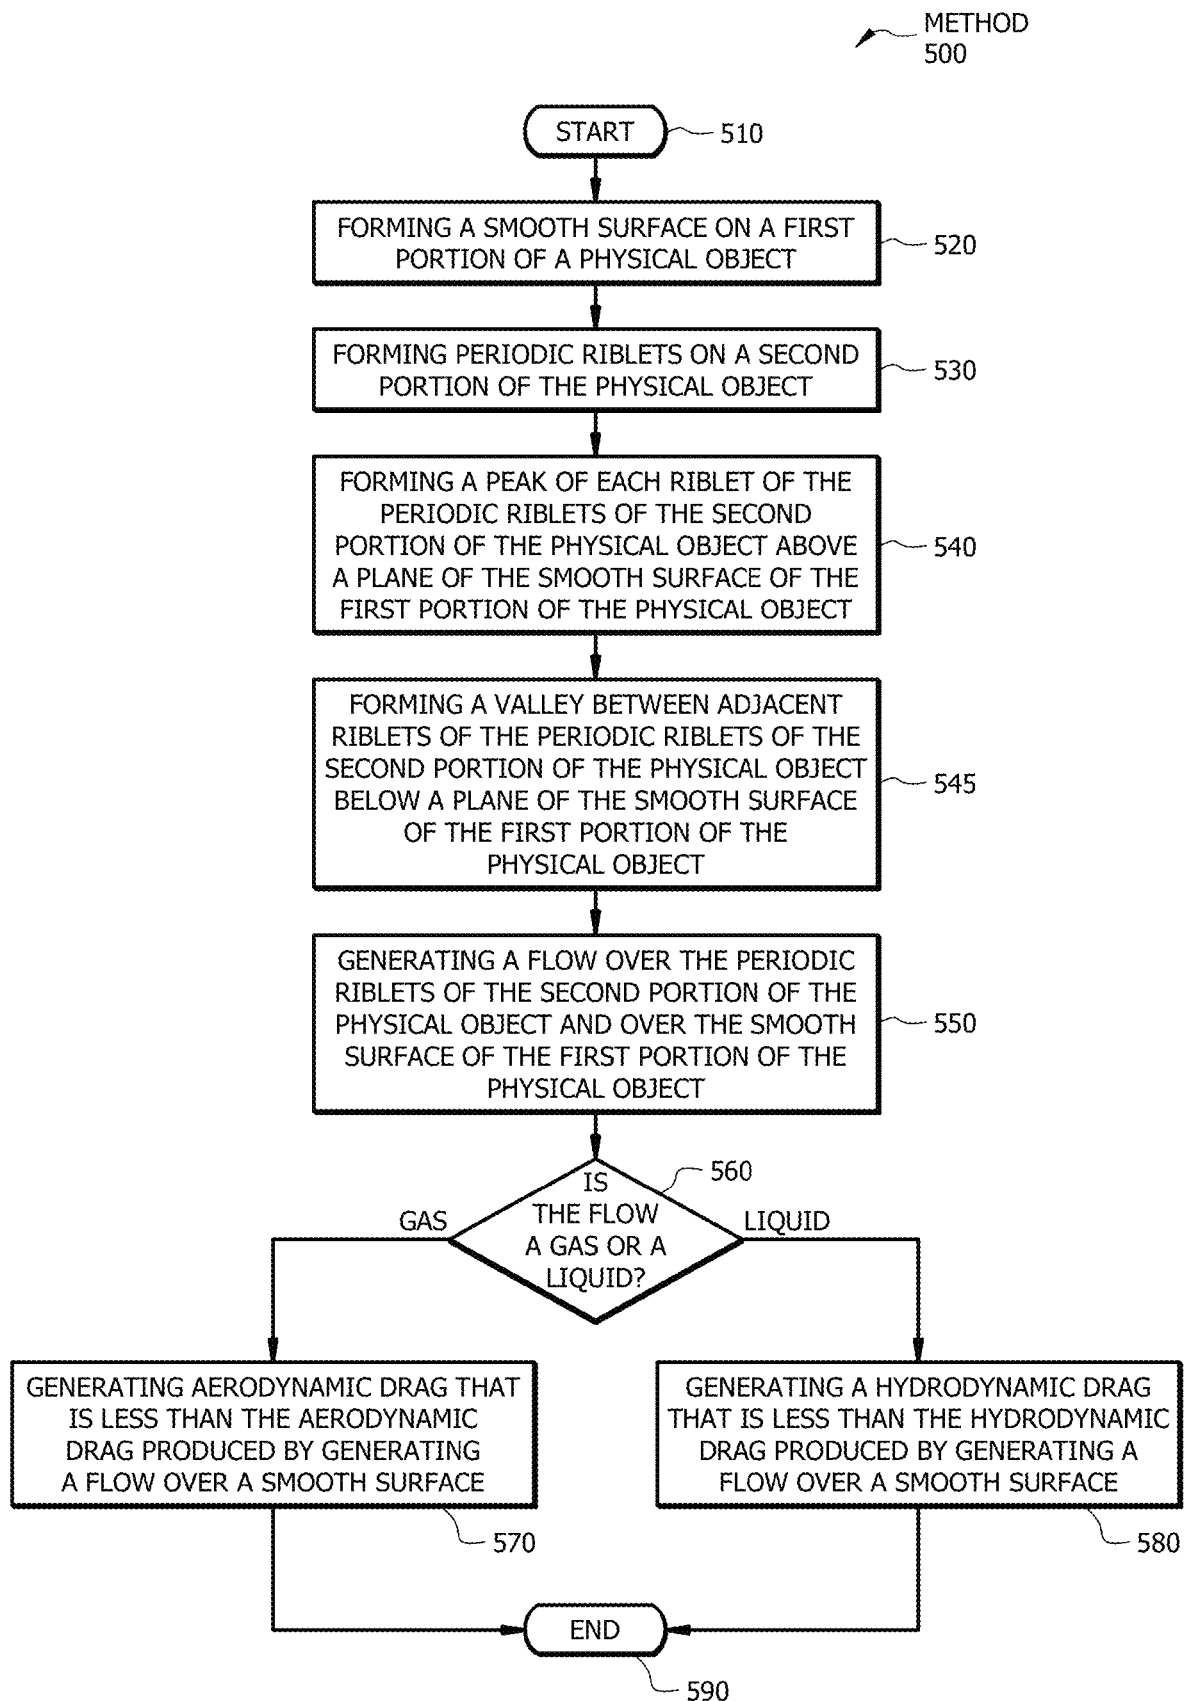 METHOD
500
START
510
FORMING A SMOOTH SURFACE ON A FIRST
PORTION OF A PHYSICAL OBJECT
520
FORMING PERIODIC RIBLETS ON A SECOND
PORTION OF THE PHYSICAL OBJECT
530
FORMING A PEAK OF EACH RIBLET OF THE
PERIODIC RIBLETS OF THE SECOND
PORTION OF THE PHYSICAL OBJECT ABOVE
A PLANE OF THE SMOOTH SURFACE OF THE
FIRST PORTION OF THE PHYSICAL OBJECT
540
FORMING A VALLEY BETWEEN ADJACENT
RIBLETS OF THE PERIODIC RIBLETS OF THE
SECOND PORTION OF THE PHYSICAL OBJECT
BELOW A PLANE OF THE SMOOTH SURFACE
OF THE FIRST PORTION OF THE
PHYSICAL OBJECT
545
GENERATING A FLOW OVER THE PERIODIC
RIBLETS OF THE SECOND PORTION OF THE
PHYSICAL OBJECT AND OVER THE SMOOTH
SURFACE OF THE FIRST PORTION OF THE
PHYSICAL OBJECT
550
IS
THE FLOW
A GAS OR A
LIQUID?
560
GAS
LIQUID
GENERATING AERODYNAMIC DRAG THAT
IS LESS THAN THE AERODYNAMIC
DRAG PRODUCED BY GENERATING
A FLOW OVER A SMOOTH SURFACE
570
GENERATING A HYDRODYNAMIC DRAG
THAT IS LESS THAN THE HYDRODYNAMIC
DRAG PRODUCED BY GENERATING A
FLOW OVER A SMOOTH SURFACE
580
END
590